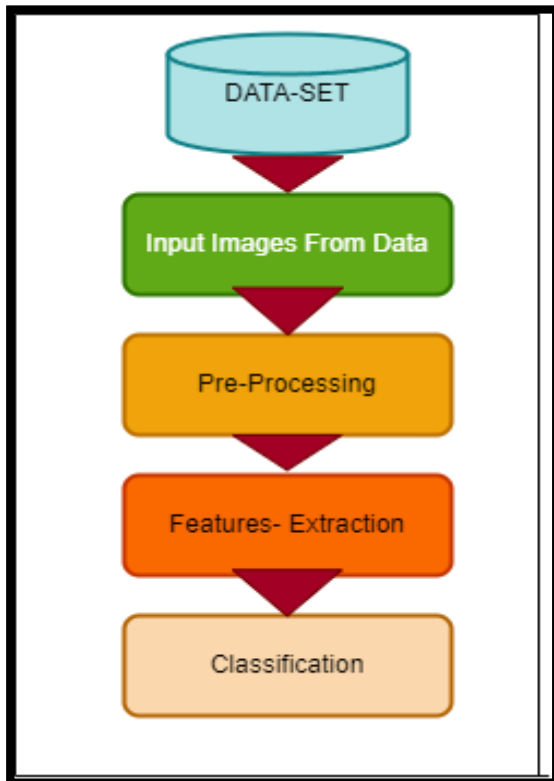 DATA-SET
Input Images From Data
Pre-Processing
Features- Extraction
Classification